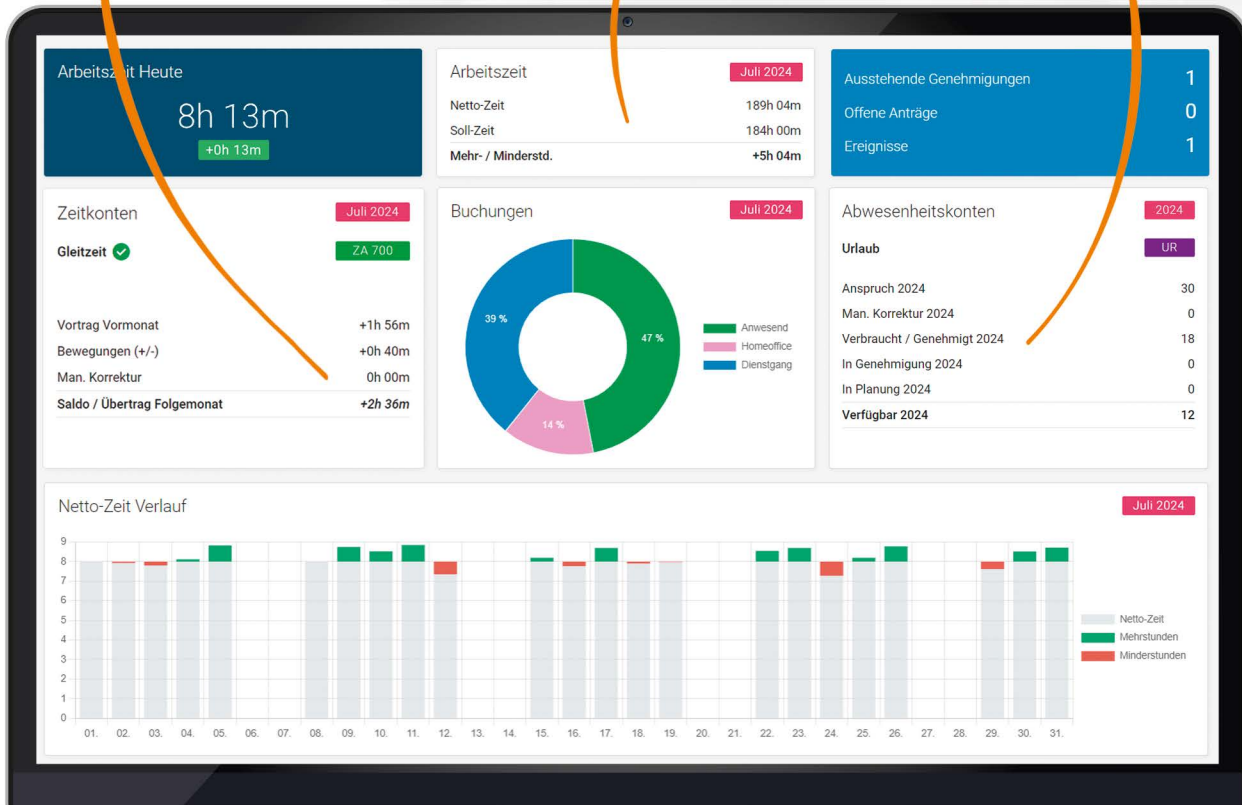 Arbeitszeit Heute
8h 13m
+0h 13m
Arbeitszeit Juli 2024
Netto-Zeit 189h 04m
Soll-Zeit 184h 00m
Mehr- / Minderstd. +5h 04m
Ausstehende Genehmigungen 1
Offene Anträge 0
Ereignisse 1
Zeitkonten Juli 2024
Gleitzeit ZA 700
Vortrag Vormonat +1h 56m
Bewegungen (+/-) +0h 40m
Man. Korrektur 0h 00m
Saldo / Übertrag Folgemonat +2h 36m
Buchungen Juli 2024
39 %
47 %
14 %
Anwesend
Homeoffice
Dienstgang
Abwesenheitskonten 2024
Urlaub UR
Anspruch 2024 30
Man. Korrektur 2024 0
Verbraucht / Genehmigt 2024 18
In Genehmigung 2024 0
In Planung 2024 0
Verfügbar 2024 12
Netto-Zeit Verlauf Juli 2024
9
8
7
6
5
4
3
2
1
0
01. 02. 03. 04. 05. 06. 07. 08. 09. 10. 11. 12. 13. 14. 15. 16. 17. 18. 19. 20. 21. 22. 23. 24. 25. 26. 27. 28. 29. 30. 31.
Netto-Zeit
Mehrstunden
Minderstunden